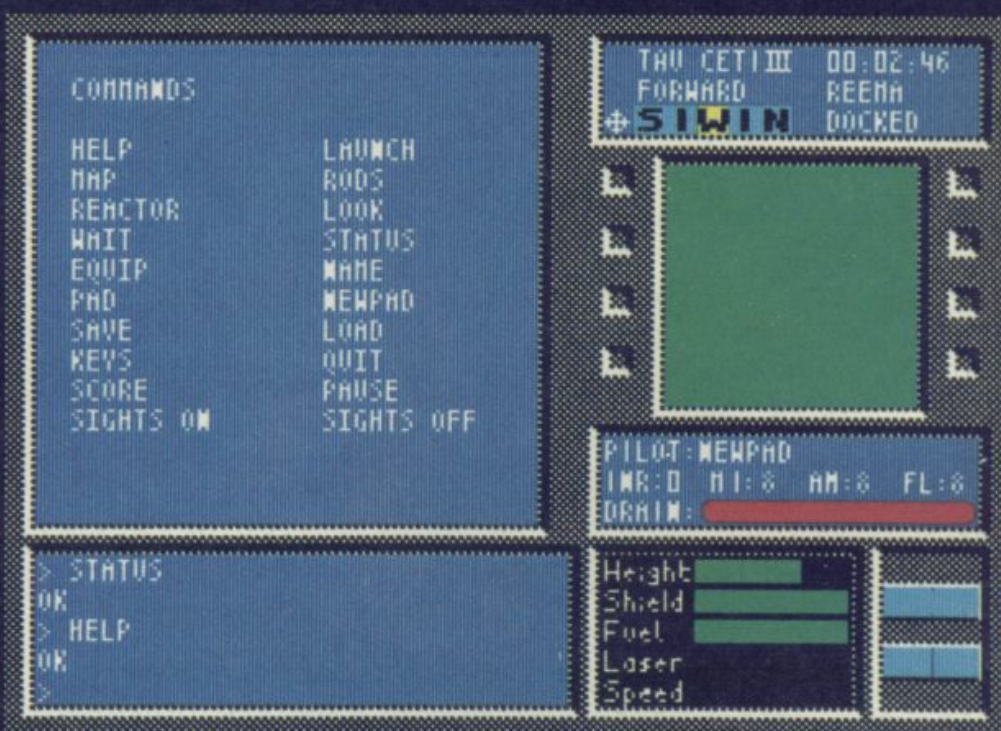 COMMANDS
HELP LAUNCH
MAP RODS
REACTOR LOOK
WAIT STATUS
EQUIP NAME
PAD NEWPAD
SAVE LOAD
KEYS QUIT
SCORE PAUSE
SIGHTS ON SIGHTS OFF
> STATUS
OK
> HELP
OK
>
TAU CETI III 00:02:46
FORWARD REEMA
SIWIN DOCKED
PILOT:NEWPAD
INR:0 MI:8 AM:8 FL:8
DRAIN:
Height
Shield
Fuel
Laser
Speed